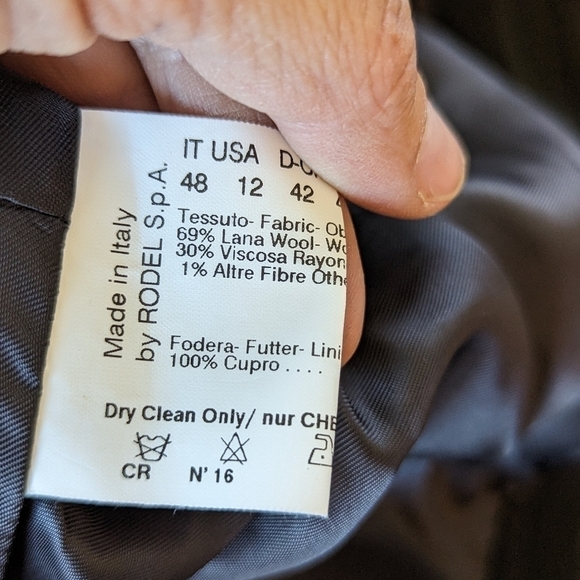 IT USA
48 12 42
Tessuto- Fabric-
69% Lana Wool-
30% Viscosa Rayon
1% Altre Fibre
Fodera- Futter-
100% Cupro . . . .
Dry Clean Only/ nur
CR N' 16
Made in Italy
by RODEL S.p.A.